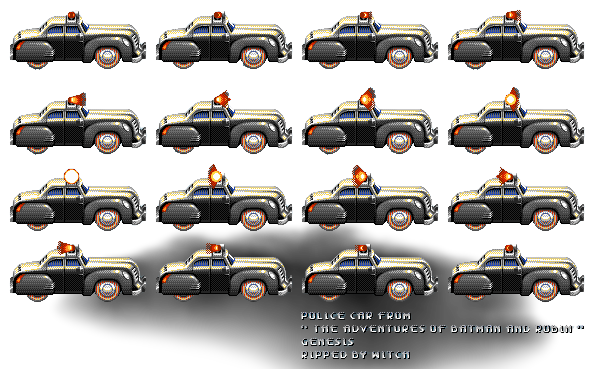 POLICE CAR FROM
" THE ADVENTURES OF BATMAN AND ROBIN "
GENESIS
RIPPED BY WITCH